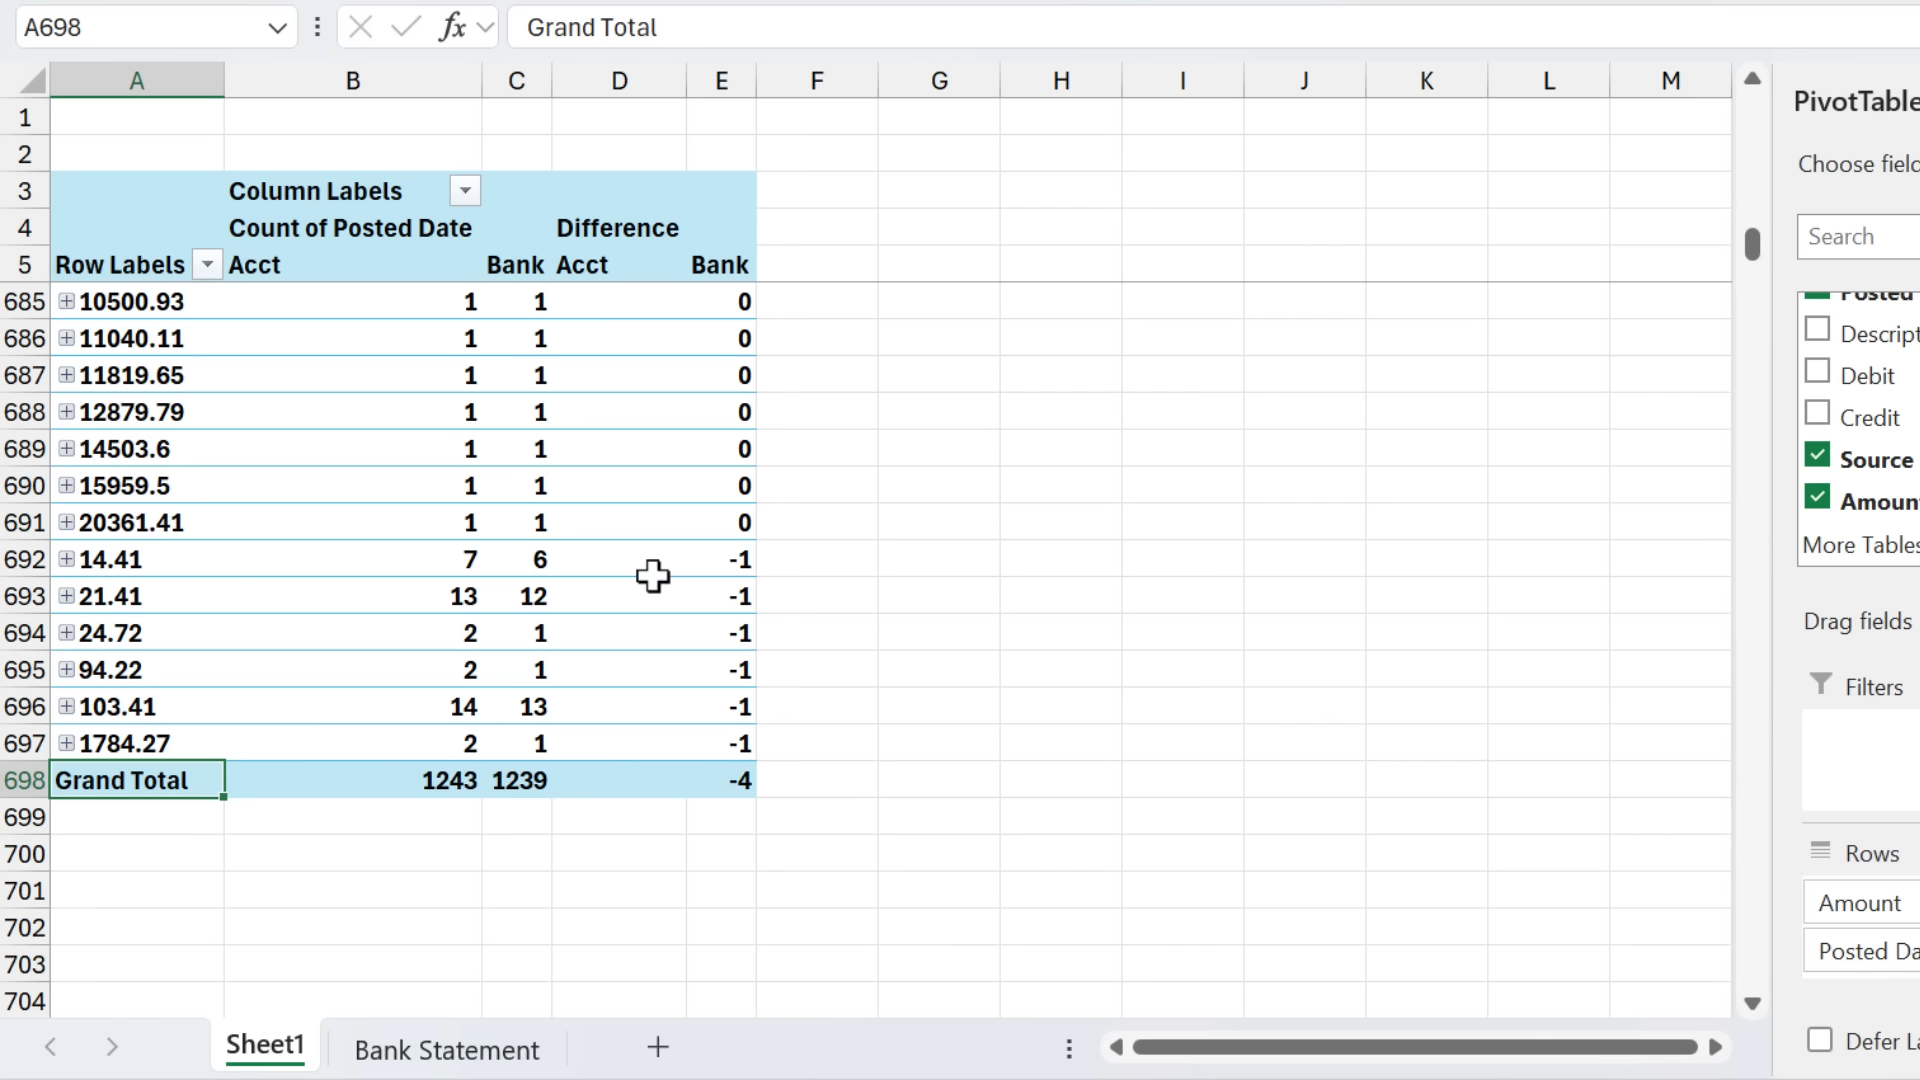 A698 fx Grand Total
A B C D E F G H I J K L M
1
2
3 Column Labels
4 Count of Posted Date Difference
5 Row Labels Acct Bank Acct Bank
685 10500.93 1 1 0
686 11040.11 1 1 0
687 11819.65 1 1 0
688 12879.79 1 1 0
689 14503.6 1 1 0
690 15959.5 1 1 0
691 20361.41 1 1 0
692 14.41 7 6 -1
693 21.41 13 12 -1
694 24.72 2 1 -1
695 94.22 2 1 -1
696 103.41 14 13 -1
697 1784.27 2 1 -1
698 Grand Total 1243 1239 -4
699
700
701
702
703
704
Sheet1 Bank Statement
PivotTable
Choose field
Search
Posted
Descript
Debit
Credit
Source
Amoun
More Tables
Drag fields
Filters
Rows
Amount
Posted Da
Defer La